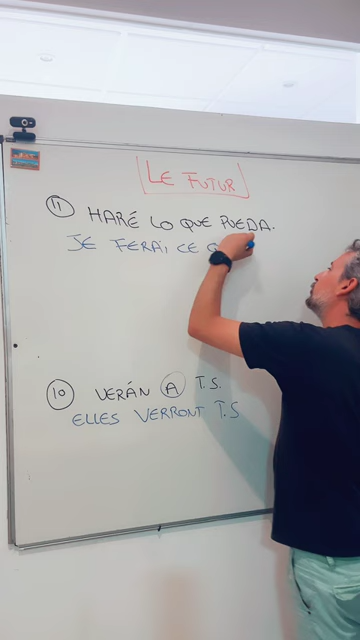 LE FUTUR
11 HARÉ LO QUE PUEDA.
JE FERAI CE
10 VERÁN A T.S.
ELLES VERRONT T.S